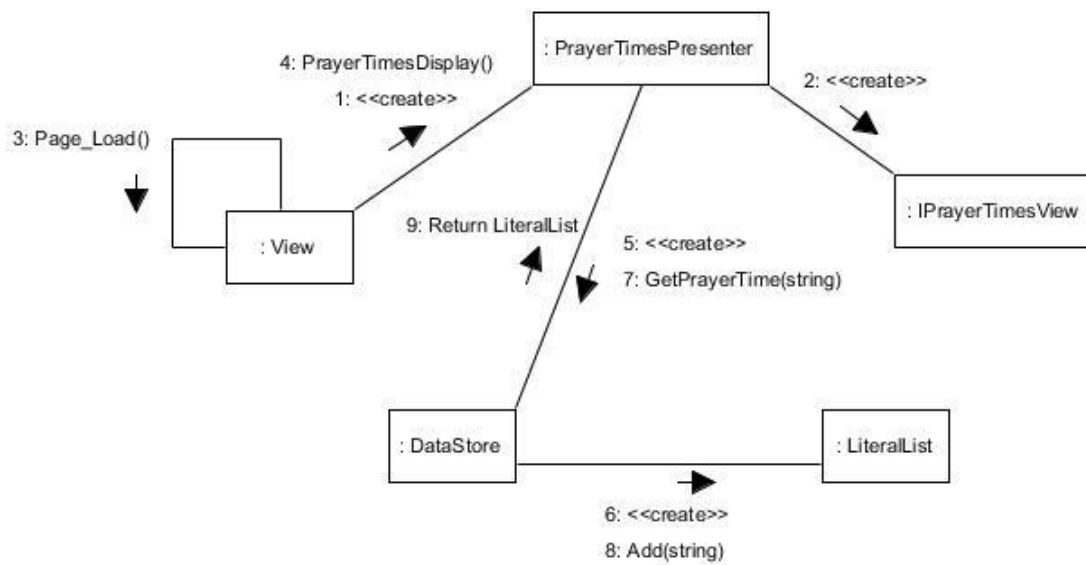 : PrayerTimesPresenter
4: PrayerTimesDisplay()
1: <<create>>
2: <<create>>
3: Page_Load()
: IPrayerTimesView
: View
9: Return LiteralList
5: <<create>>
7: GetPrayerTime(string)
: DataStore
: LiteralList
6: <<create>>
8: Add(string)